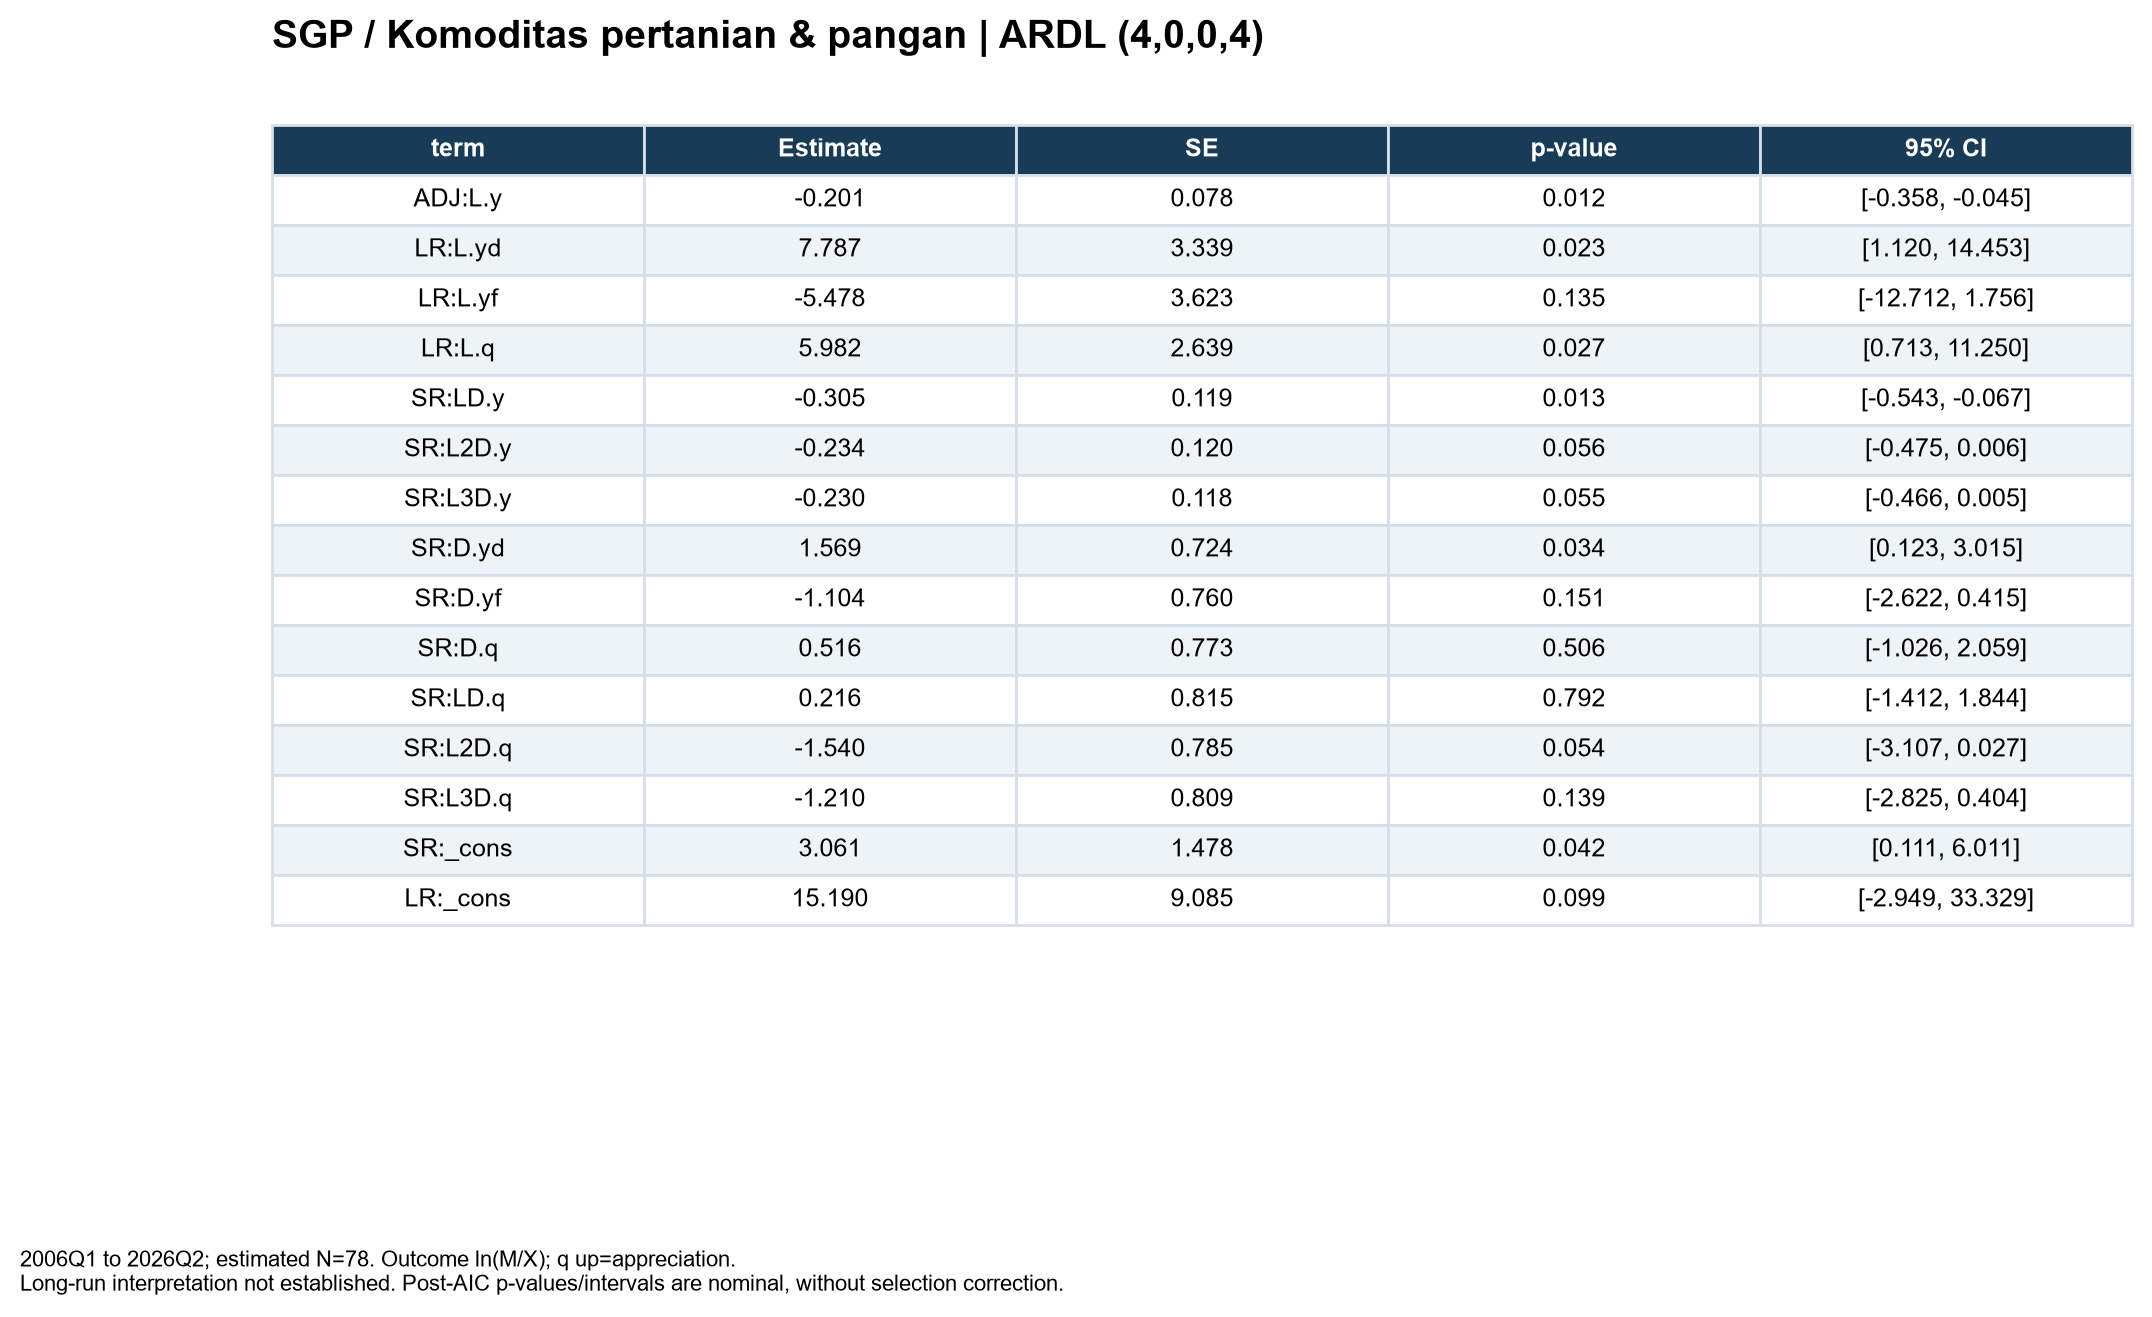 SGP / Komoditas pertanian & pangan | ARDL (4,0,0,4)
term Estimate SE p-value 95% CI
ADJ:L.y -0.201 0.078 0.012 [-0.358, -0.045]
LR:L.yd 7.787 3.339 0.023 [1.120, 14.453]
LR:L.yf -5.478 3.623 0.135 [-12.712, 1.756]
LR:L.q 5.982 2.639 0.027 [0.713, 11.250]
SR:LD.y -0.305 0.119 0.013 [-0.543, -0.067]
SR:L2D.y -0.234 0.120 0.056 [-0.475, 0.006]
SR:L3D.y -0.230 0.118 0.055 [-0.466, 0.005]
SR:D.yd 1.569 0.724 0.034 [0.123, 3.015]
SR:D.yf -1.104 0.760 0.151 [-2.622, 0.415]
SR:D.q 0.516 0.773 0.506 [-1.026, 2.059]
SR:LD.q 0.216 0.815 0.792 [-1.412, 1.844]
SR:L2D.q -1.540 0.785 0.054 [-3.107, 0.027]
SR:L3D.q -1.210 0.809 0.139 [-2.825, 0.404]
SR:_cons 3.061 1.478 0.042 [0.111, 6.011]
LR:_cons 15.190 9.085 0.099 [-2.949, 33.329]
2006Q1 to 2026Q2; estimated N=78. Outcome ln(M/X); q up=appreciation.
Long-run interpretation not established. Post-AIC p-values/intervals are nominal, without selection correction.